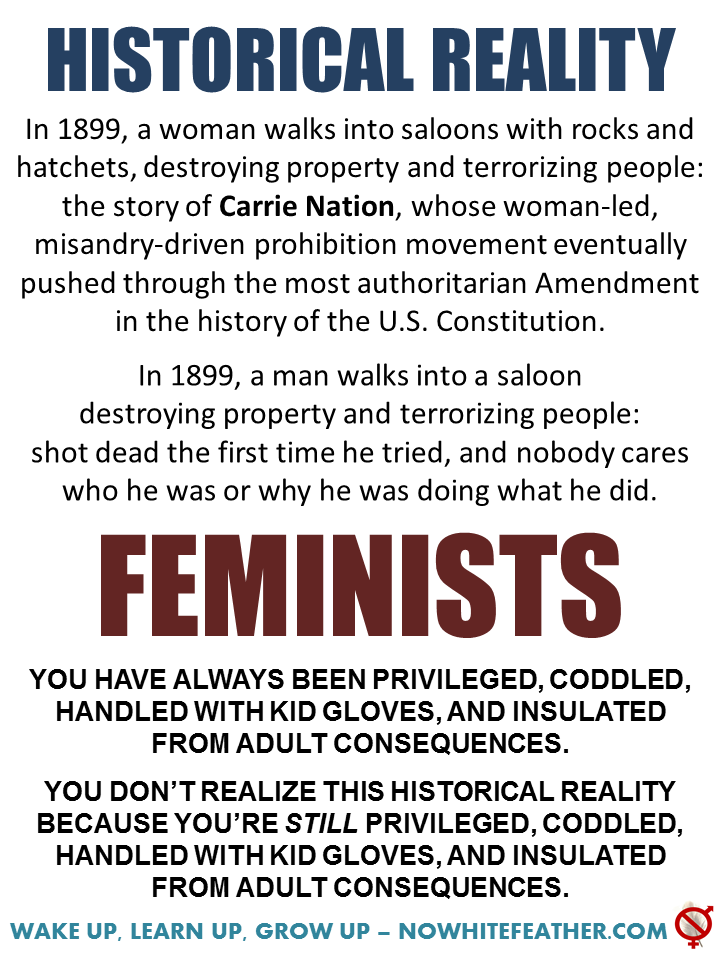 HISTORICAL REALITY
In 1899, a woman walks into saloons with rocks and
hatchets, destroying property and terrorizing people:
the story of Carrie Nation, whose woman-led,
misandry-driven prohibition movement eventually
pushed through the most authoritarian Amendment
in the history of the U.S. Constitution.
In 1899, a man walks into a saloon
destroying property and terrorizing people:
shot dead the first time he tried, and nobody cares
who he was or why he was doing what he did.
FEMINISTS
YOU HAVE ALWAYS BEEN PRIVILEGED, CODDLED,
HANDLED WITH KID GLOVES, AND INSULATED
FROM ADULT CONSEQUENCES.
YOU DON'T REALIZE THIS HISTORICAL REALITY
BECAUSE YOU'RE STILL PRIVILEGED, CODDLED,
HANDLED WITH KID GLOVES, AND INSULATED
FROM ADULT CONSEQUENCES.
WAKE UP, LEARN UP, GROW UP – NOWHITEFEATHER.COM